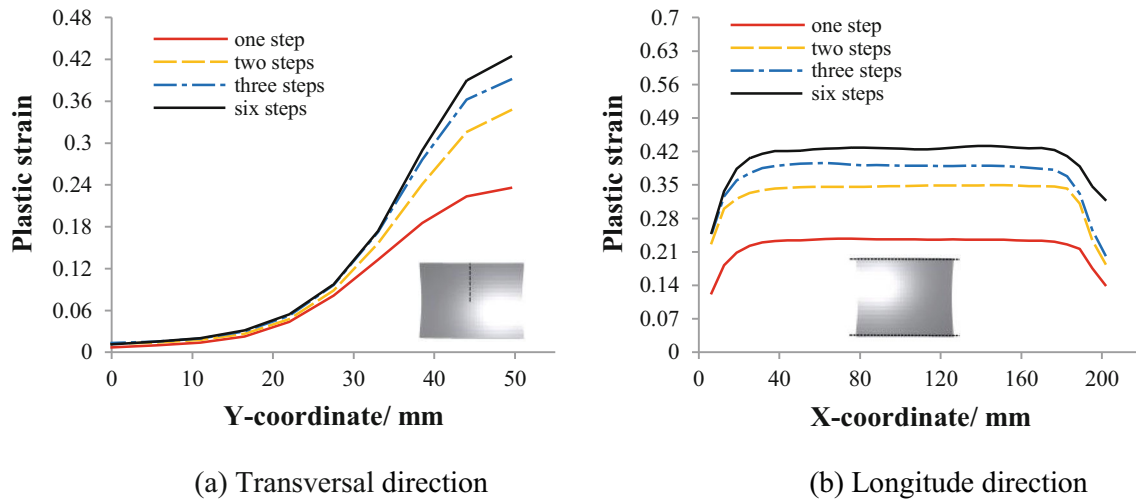 0.48
0.42
0.36
0.3
0.24
0.18
0.12
0.06
0
Plastic strain
one step
two steps
three steps
six steps
0 10 20 30 40 50
Y-coordinate/ mm
(a) Transversal direction
0.7
0.63
0.56
0.49
0.42
0.35
0.28
0.21
0.14
0.07
0
Plastic strain
one step
two steps
three steps
six steps
0 40 80 120 160 200
X-coordinate/ mm
(b) Longitude direction